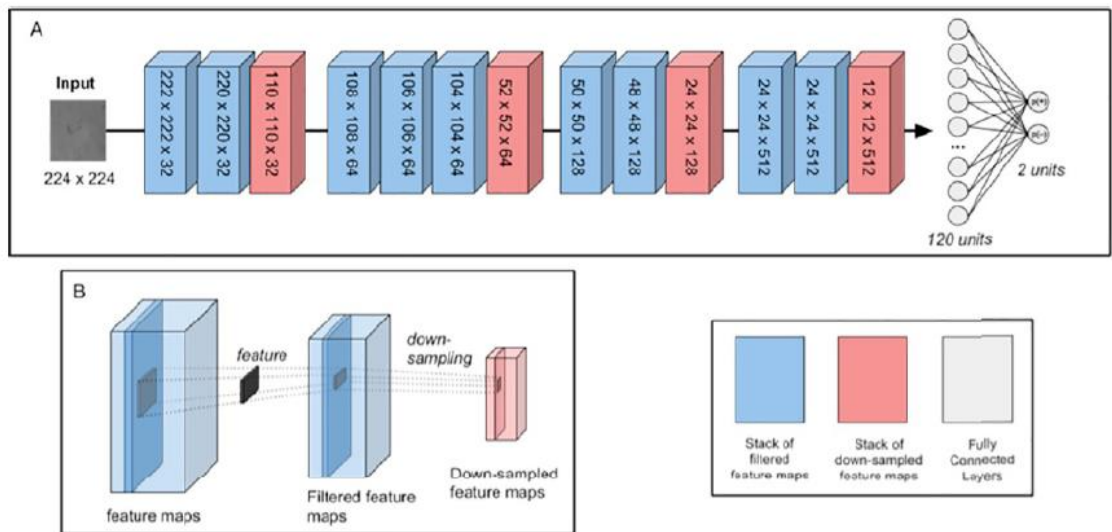 A
Input
224 x 224
222 x 222 x 32
220 x 220 x 32
110 x 110 x 32
108 x 108 x 64
106 x 106 x 64
104 x 104 x 64
52 x 52 x 64
50 x 50 x 128
48 x 48 x 128
24 x 24 x 128
24 x 24 x 512
24 x 24 x 512
12 x 12 x 512
...
p(+)
p(-)
2 units
120 units
B
feature
down-
sampling
feature maps
Filtered feature
maps
Down-sampled
feature maps
Stack of
filtered
feature maps
Stack of
down-sampled
feature maps
Fully
Connected
Layers